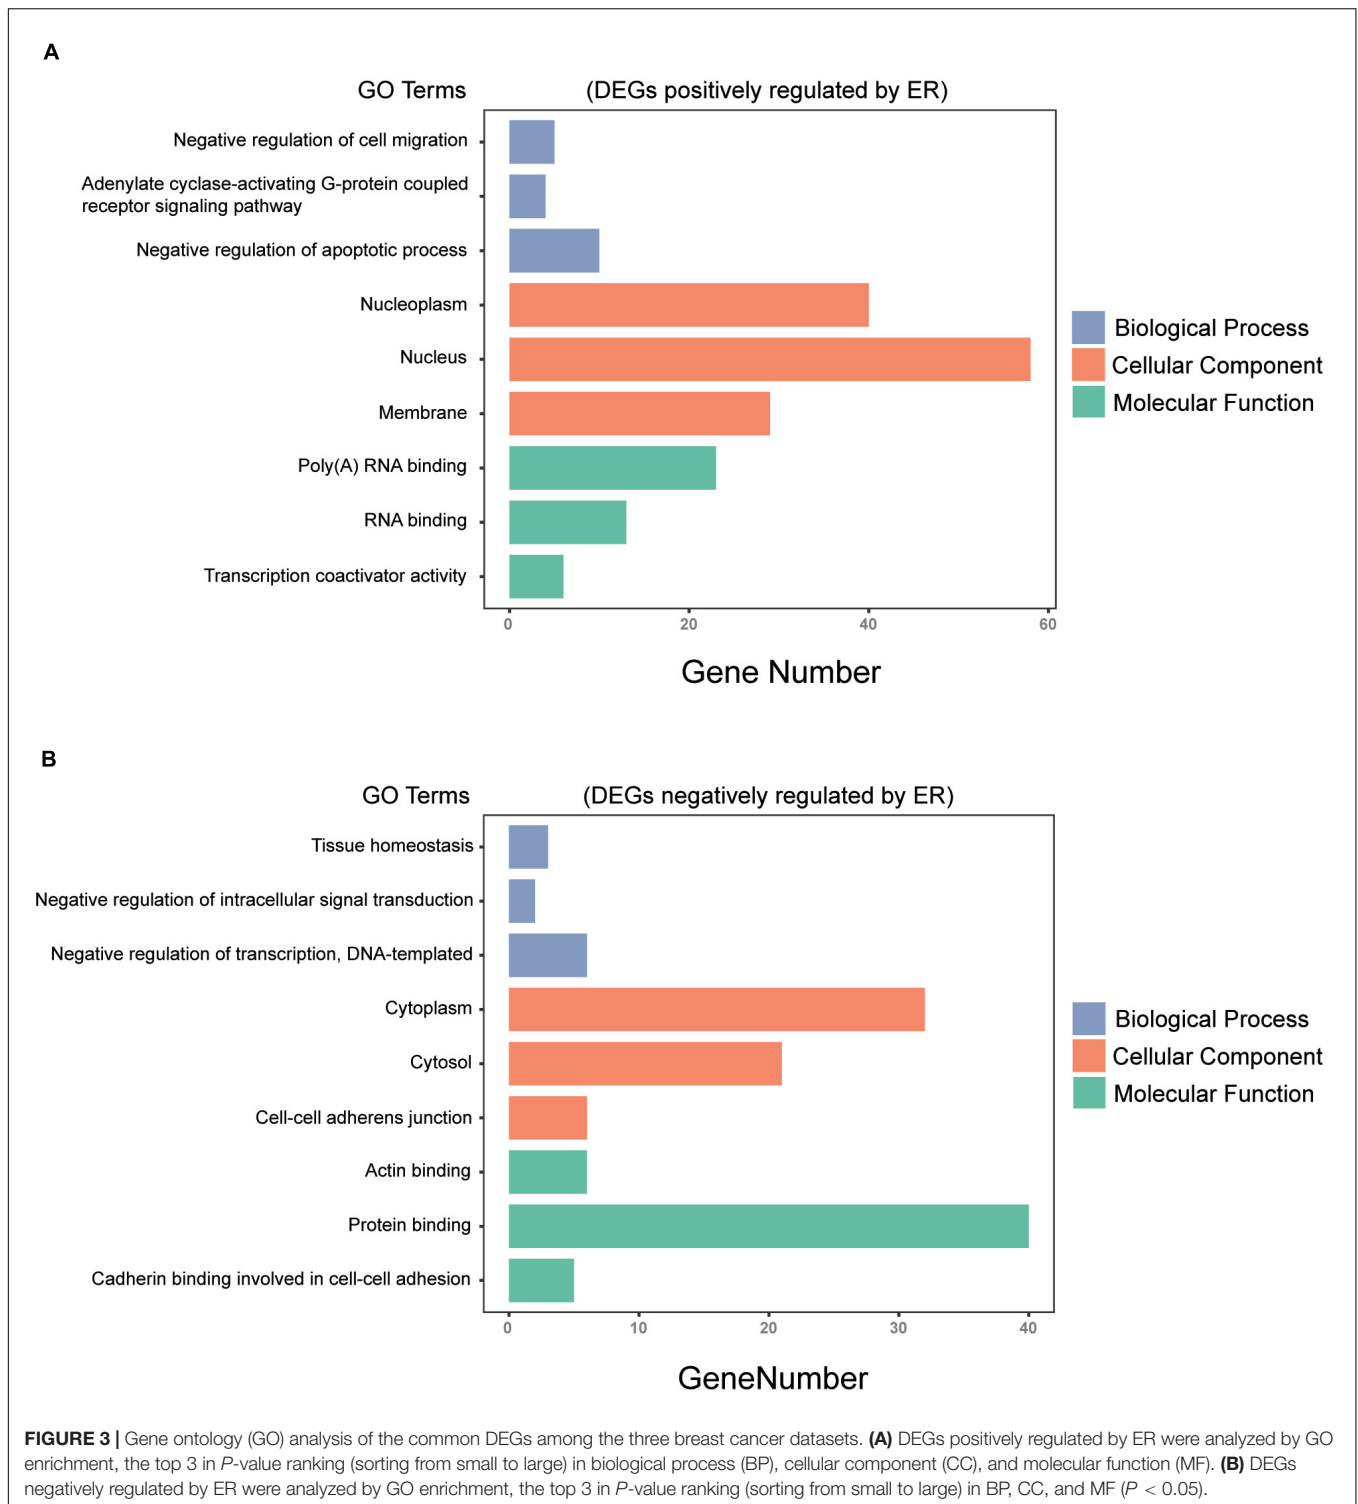 A
GO Terms
(DEGs positively regulated by ER)
Negative regulation of cell migration
Adenylate cyclase-activating G-protein coupled
receptor signaling pathway
Negative regulation of apoptotic process
Nucleoplasm
Nucleus
Membrane
Poly(A) RNA binding
RNA binding
Transcription coactivator activity
0 20 40 60
Gene Number
Biological Process
Cellular Component
Molecular Function
B
GO Terms
(DEGs negatively regulated by ER)
Tissue homeostasis
Negative regulation of intracellular signal transduction
Negative regulation of transcription, DNA-templated
Cytoplasm
Cytosol
Cell-cell adherens junction
Actin binding
Protein binding
Cadherin binding involved in cell-cell adhesion
0 10 20 30 40
GeneNumber
Biological Process
Cellular Component
Molecular Function
FIGURE 3 | Gene ontology (GO) analysis of the common DEGs among the three breast cancer datasets. (A) DEGs positively regulated by ER were analyzed by GO
enrichment, the top 3 in P-value ranking (sorting from small to large) in biological process (BP), cellular component (CC), and molecular function (MF). (B) DEGs
negatively regulated by ER were analyzed by GO enrichment, the top 3 in P-value ranking (sorting from small to large) in BP, CC, and MF (P < 0.05).